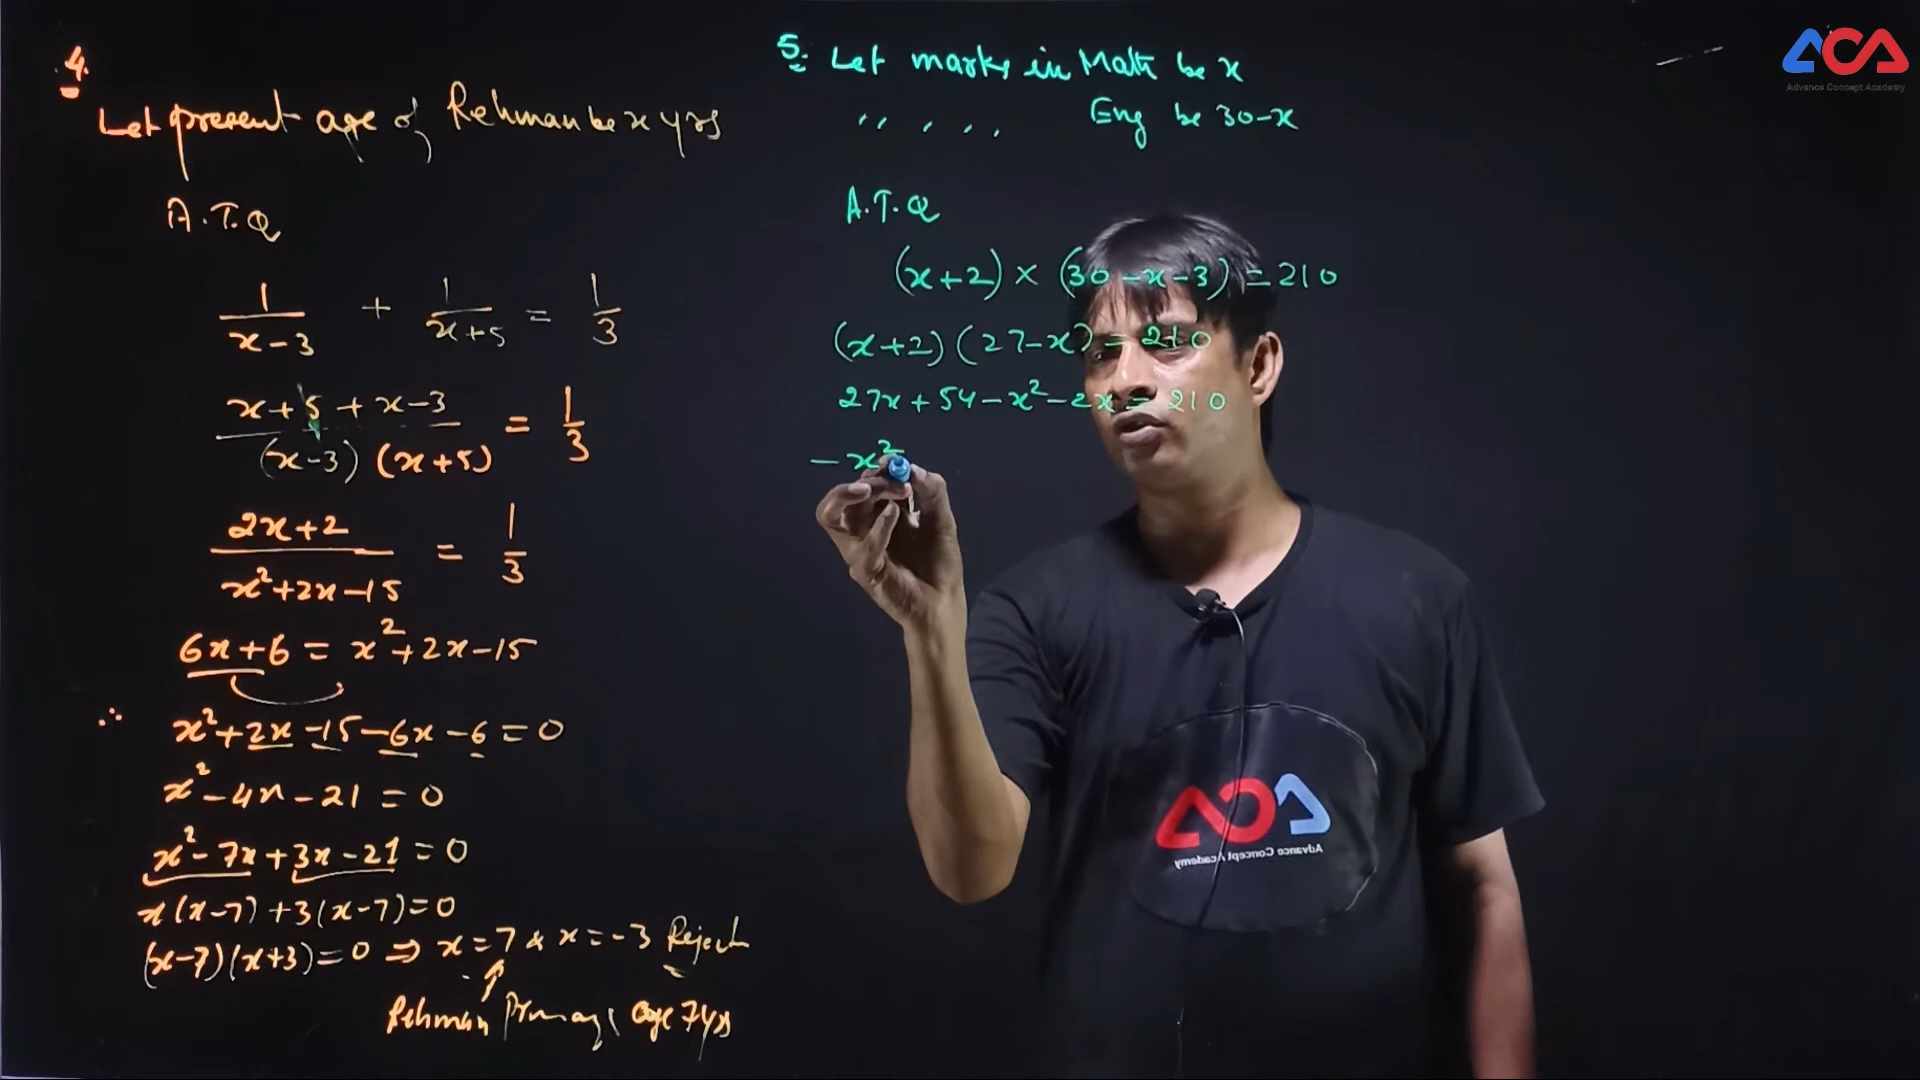 4.
Let present age of Rehman be x yrs
A.T.Q
1/(x-3) + 1/(x+5) = 1/3
(x+5+x-3)/((x-3)(x+5)) = 1/3
(2x+2)/(x²+2x-15) = 1/3
6x+6 = x²+2x-15
∴ x²+2x-15-6x-6=0
x²-4x-21=0
x²-7x+3x-21=0
x(x-7)+3(x-7)=0
(x-7)(x+3)=0 ⇒ x=7 & x=-3 Reject
Rehman age 7yrs
5. Let marks in Math be x
" " " " Eng be 30-x
A.T.Q
(x+2)×(30-x-3)=210
(x+2)(27-x)=210
27x+54-x²-2x=210
-x²
ACA
Advance Concept Academy
ACA
Advance Concept Academy